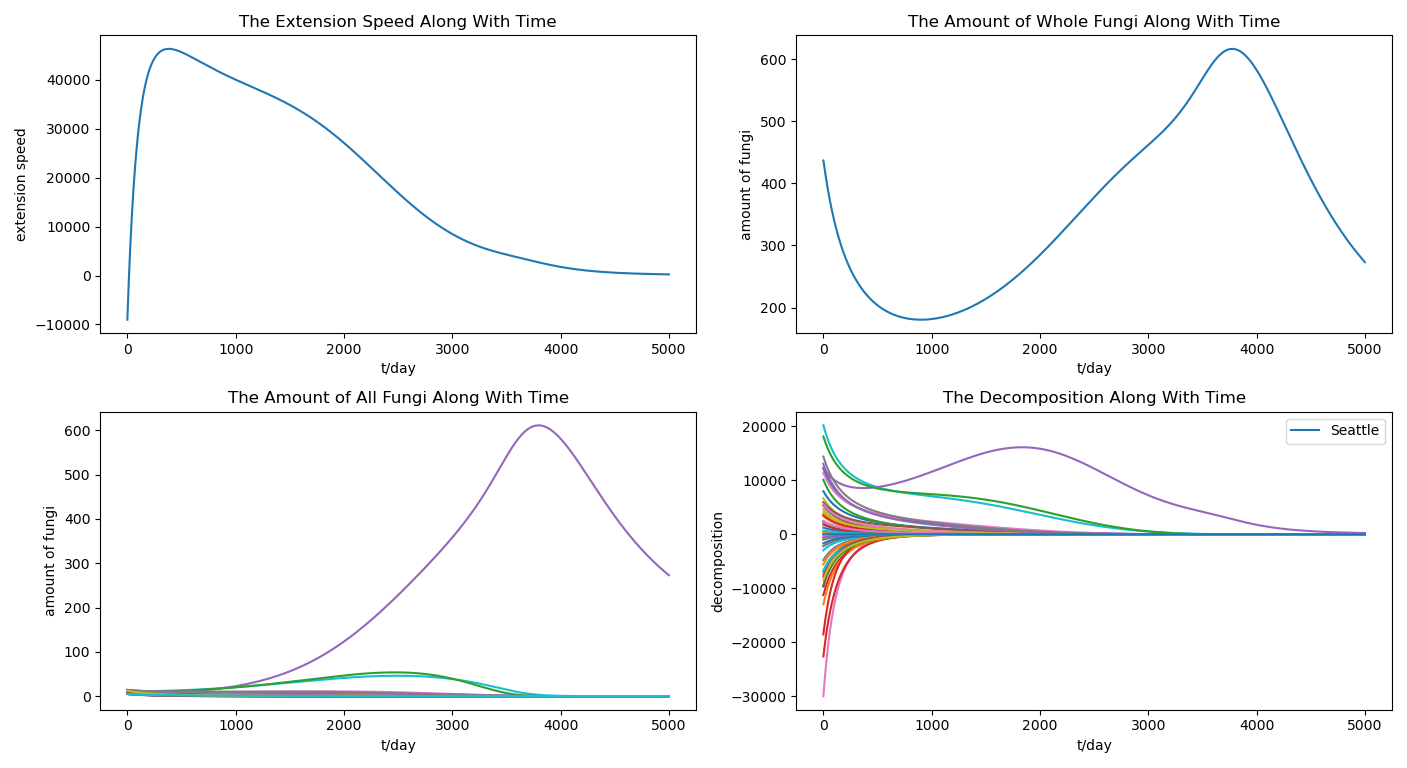 The Extension Speed Along With Time
40000
30000
20000
10000
0
−10000
extension speed
0 1000 2000 3000 4000 5000
t/day
The Amount of Whole Fungi Along With Time
600
500
400
300
200
amount of fungi
0 1000 2000 3000 4000 5000
t/day
The Amount of All Fungi Along With Time
600
500
400
300
200
100
0
amount of fungi
0 1000 2000 3000 4000 5000
t/day
The Decomposition Along With Time
Seattle
20000
10000
0
−10000
−20000
−30000
decomposition
0 1000 2000 3000 4000 5000
t/day